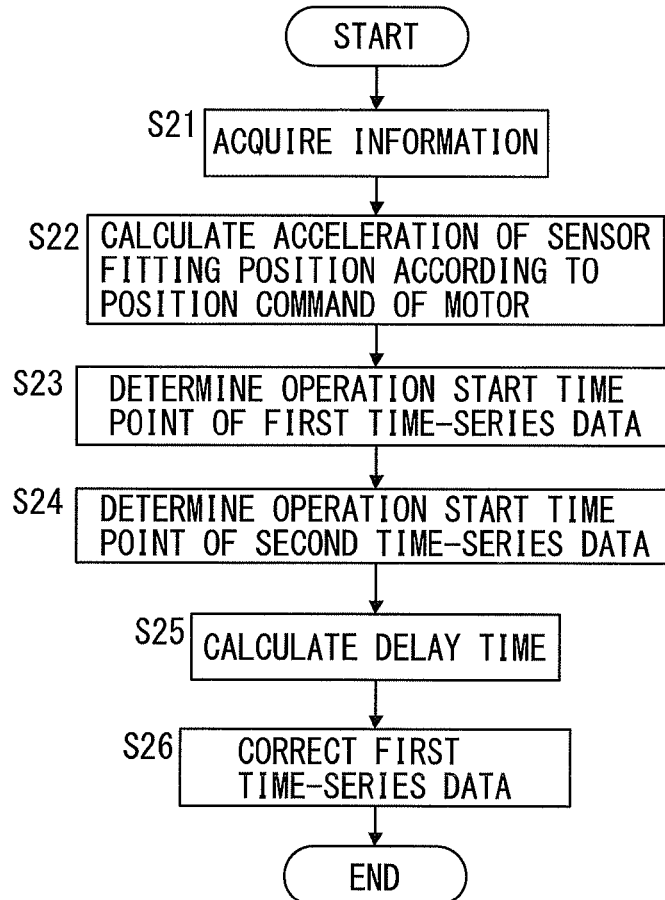 START
S21
ACQUIRE INFORMATION
S22
CALCULATE ACCELERATION OF SENSOR
FITTING POSITION ACCORDING TO
POSITION COMMAND OF MOTOR
S23
DETERMINE OPERATION START TIME
POINT OF FIRST TIME-SERIES DATA
S24
DETERMINE OPERATION START TIME
POINT OF SECOND TIME-SERIES DATA
S25
CALCULATE DELAY TIME
S26
CORRECT FIRST
TIME-SERIES DATA
END